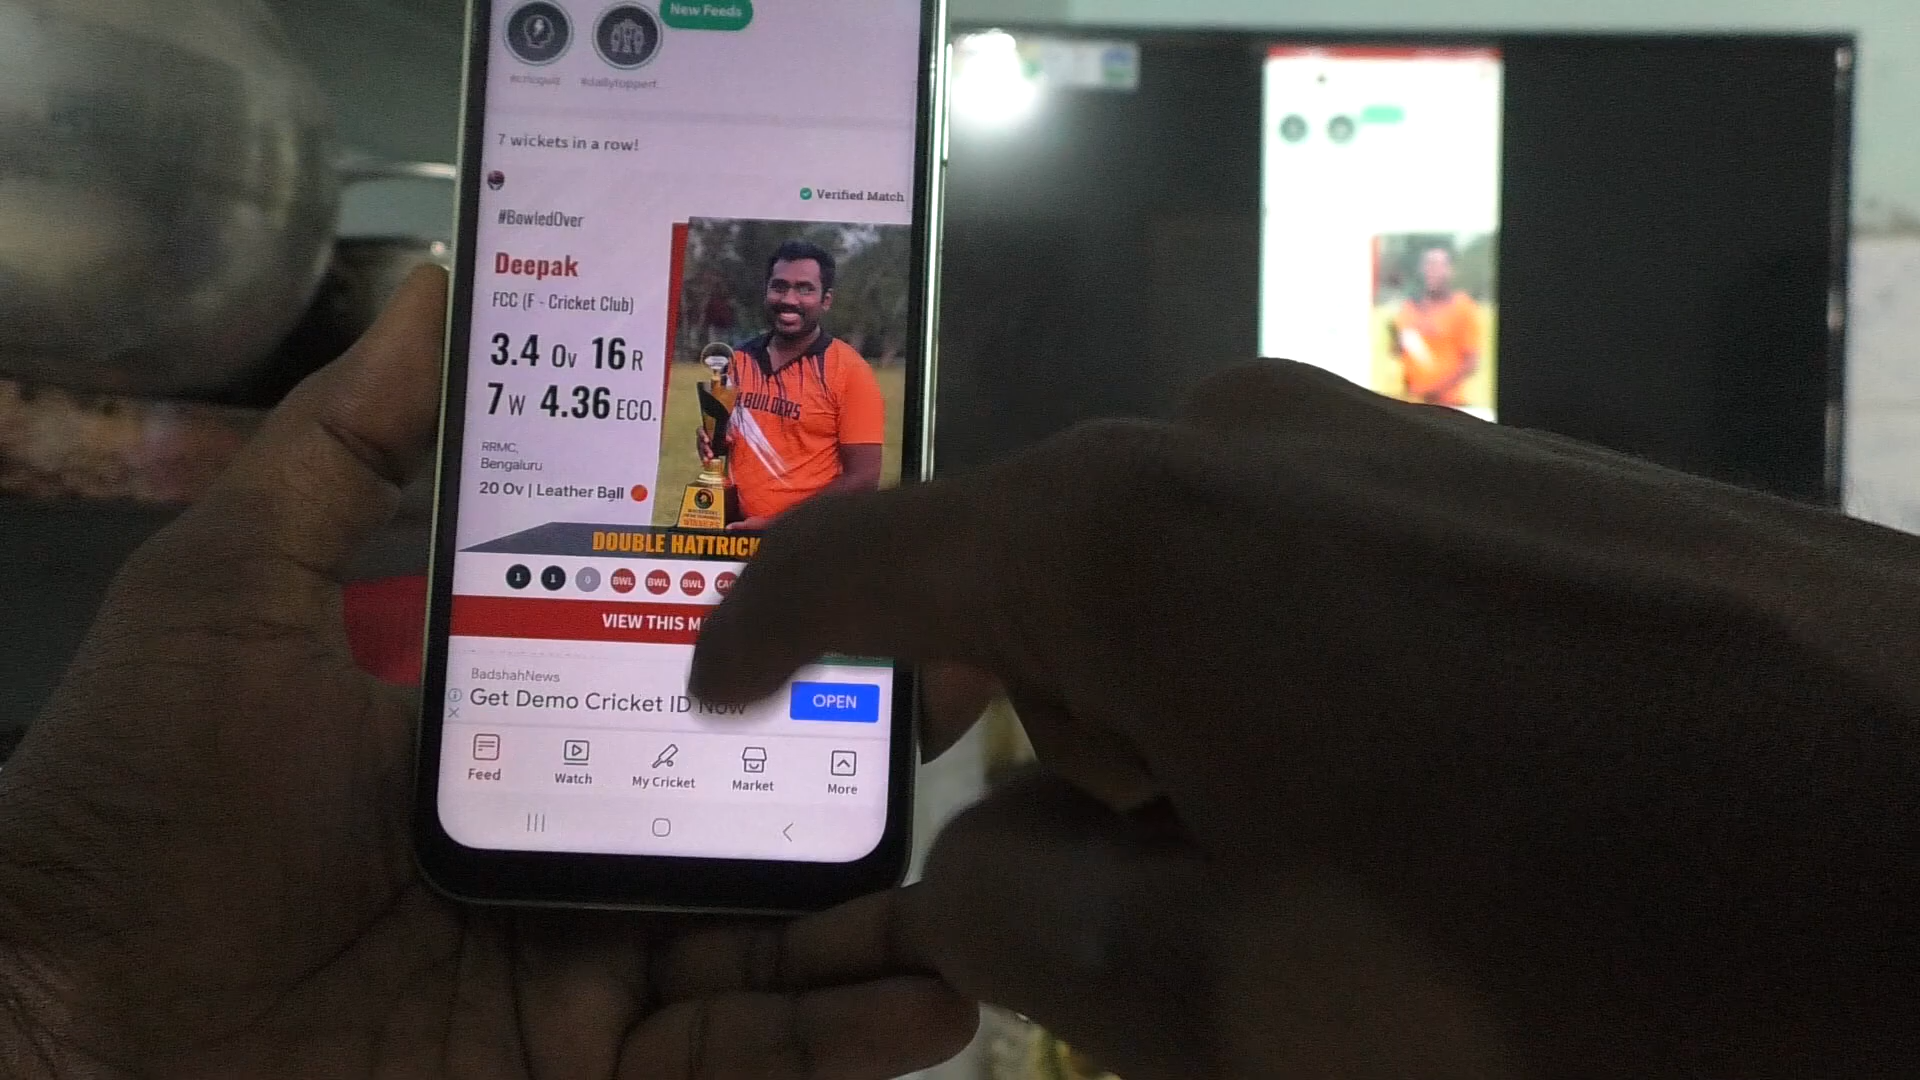 New Feeds
7 wickets in a row!
Verified Match
#BowledOver
Deepak
FCC (F - Cricket Club)
3.4 Ov 16 R
7 W 4.36 ECO.
RRMC,
Bengaluru
20 Ov | Leather Ball
BUILDERS
WINNERS
DOUBLE HATTRICK
1 1 0 BWL BWL BWL
VIEW THIS
BadshahNews
Get Demo Cricket ID Now
OPEN
Feed
Watch
My Cricket
Market
More